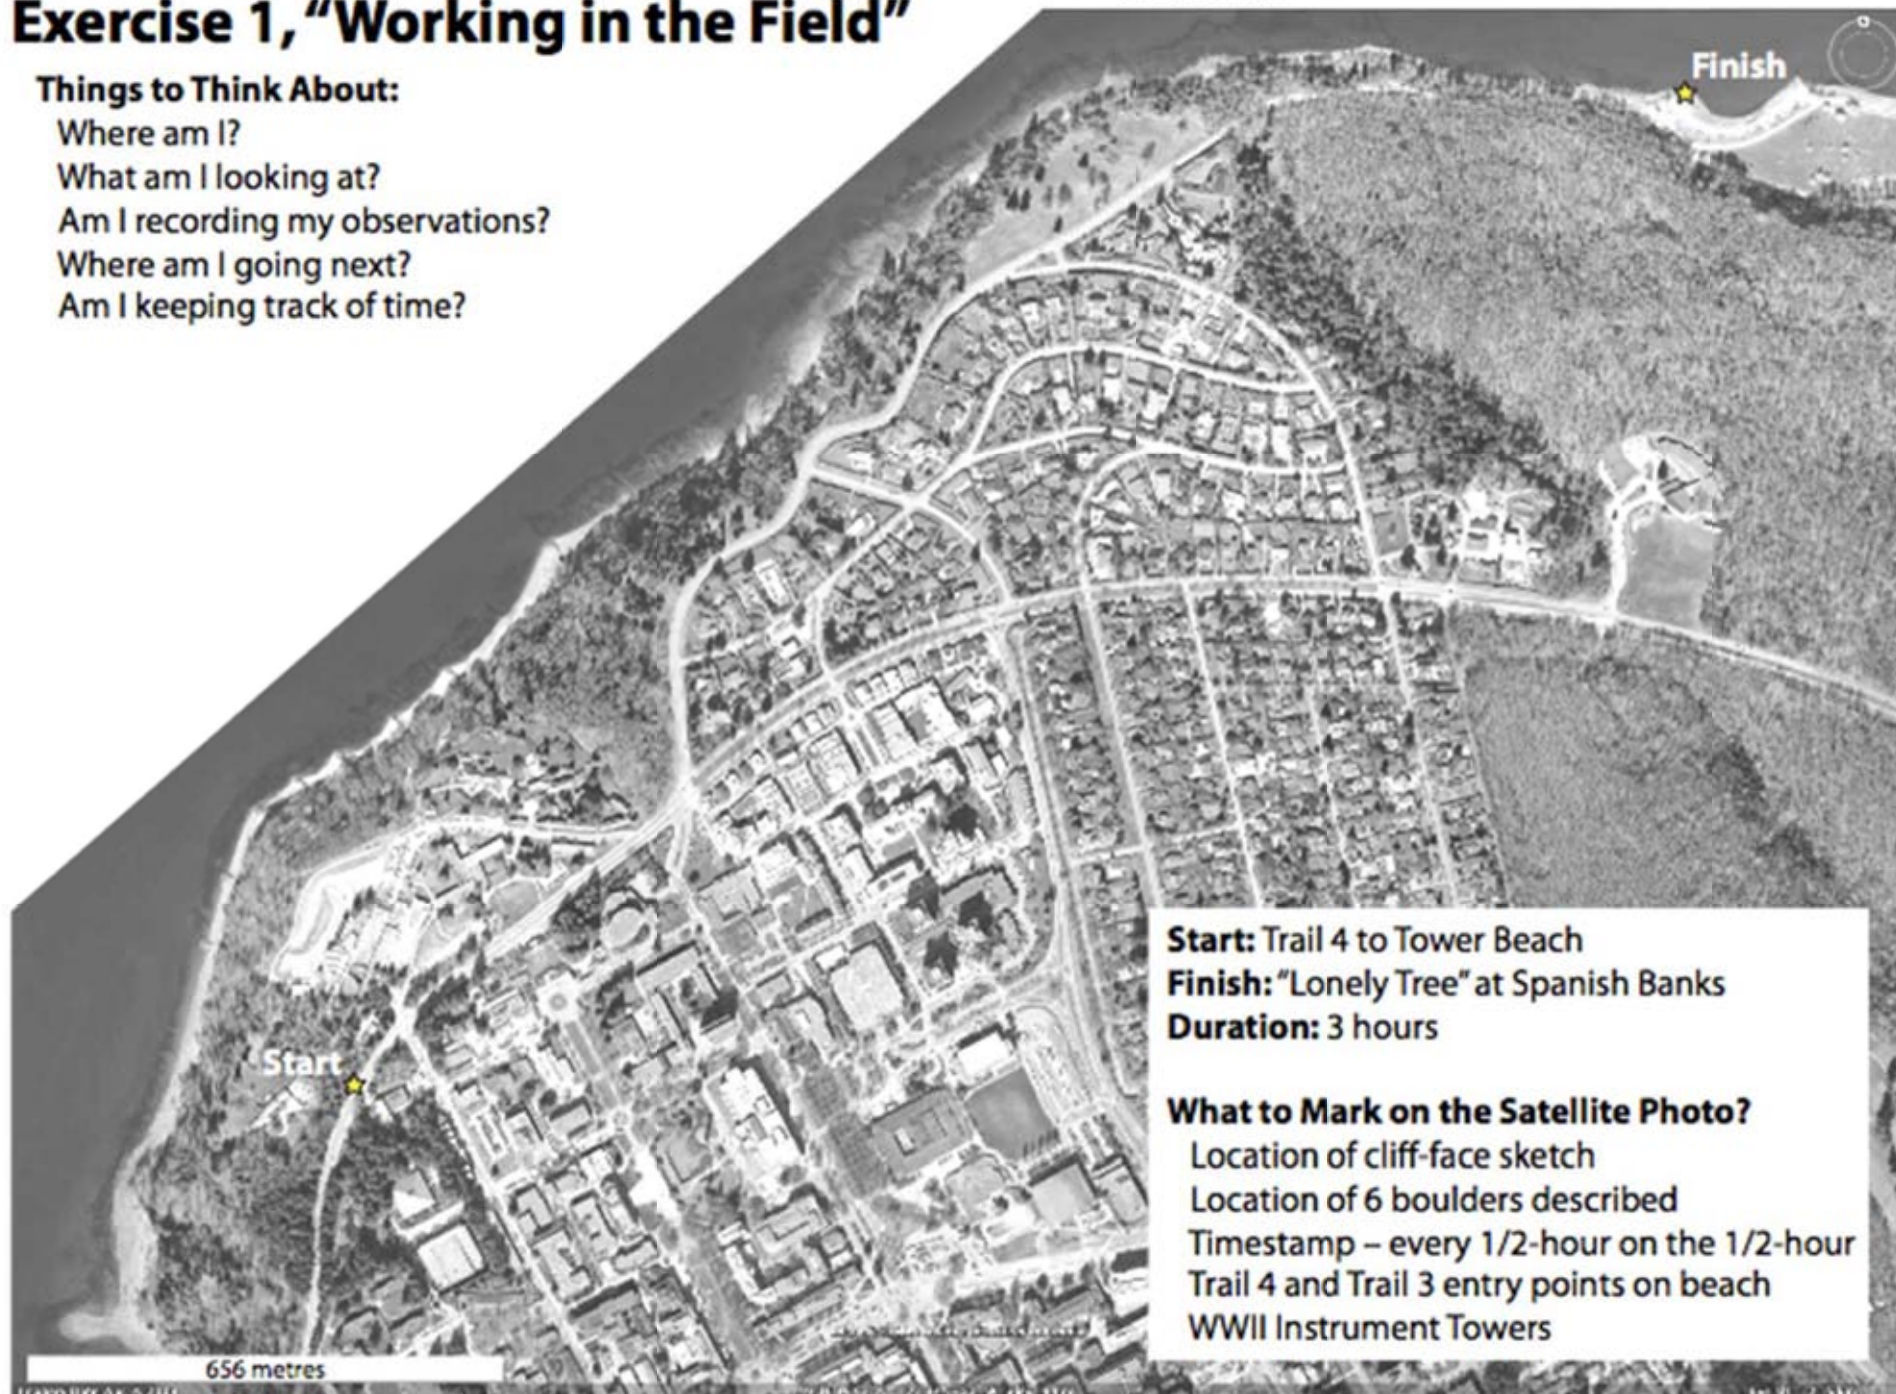 Exercise 1, “Working in the Field”
Things to Think About:
Where am I?
What am I looking at?
Am I recording my observations?
Where am I going next?
Am I keeping track of time?
Finish
Start
Start: Trail 4 to Tower Beach
Finish: “Lonely Tree” at Spanish Banks
Duration: 3 hours
What to Mark on the Satellite Photo?
Location of cliff-face sketch
Location of 6 boulders described
Timestamp – every 1/2-hour on the 1/2-hour
Trail 4 and Trail 3 entry points on beach
WWII Instrument Towers
656 metres